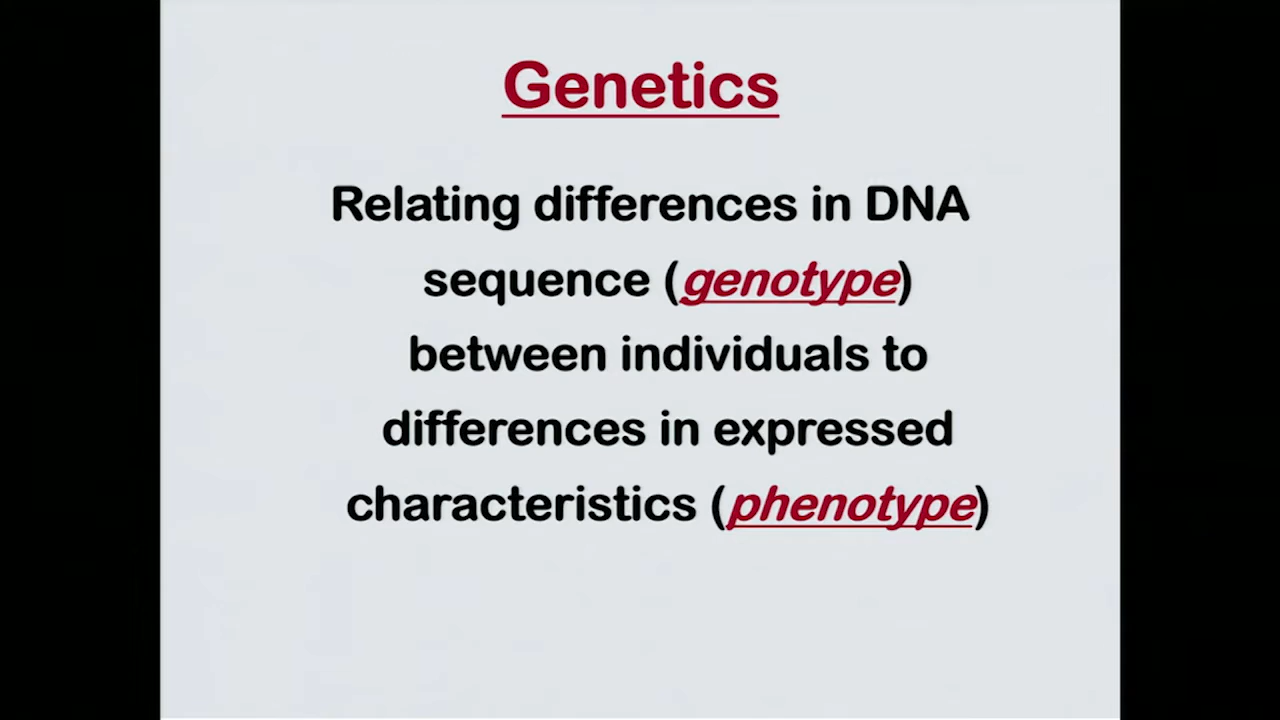 Genetics
Relating differences in DNA
sequence (genotype)
between individuals to
differences in expressed
characteristics (phenotype)